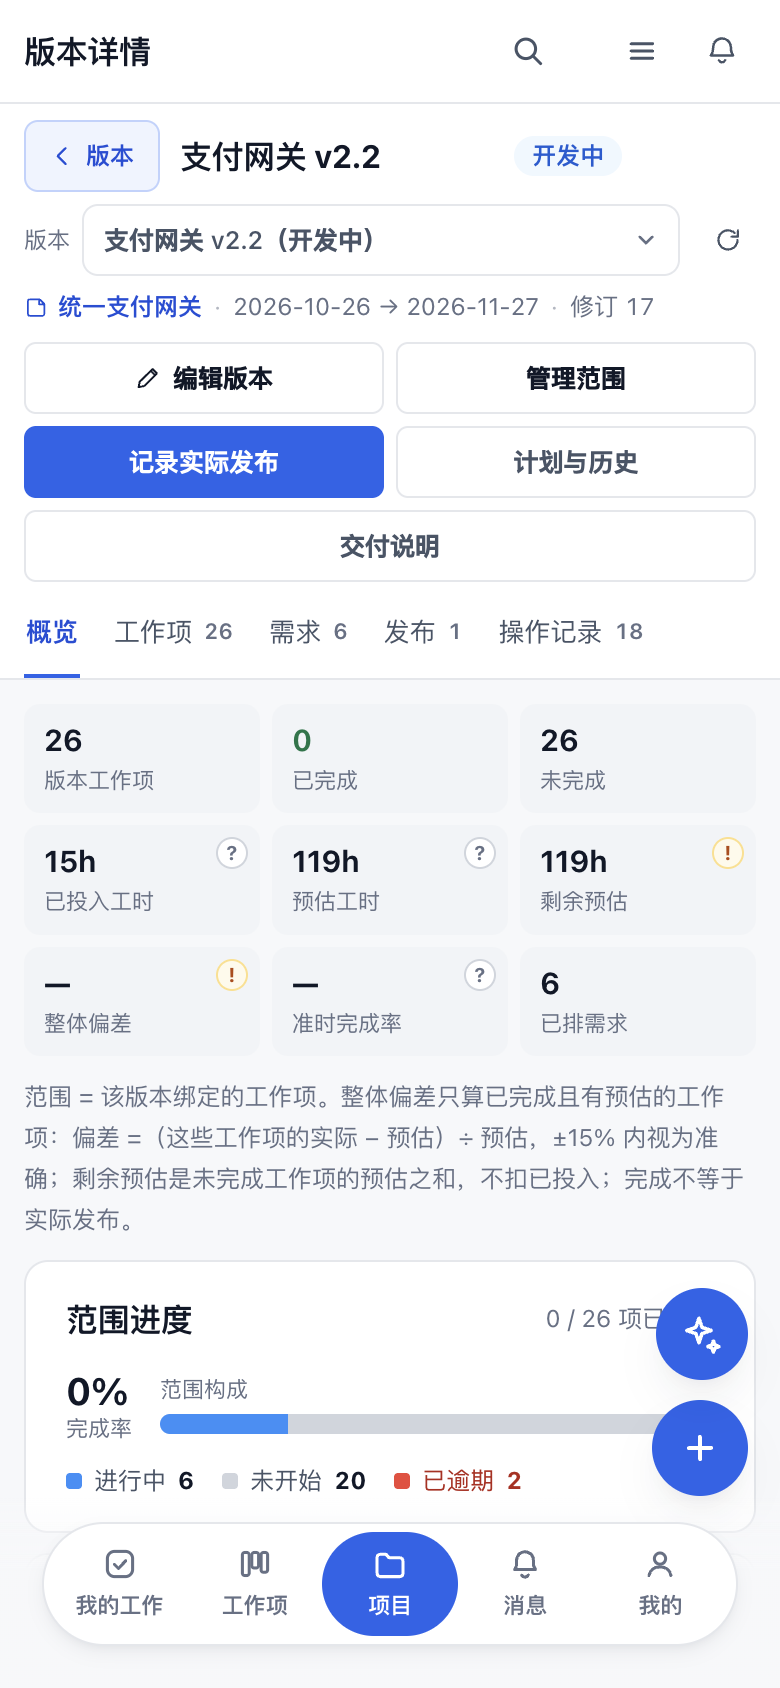 版本详情
版本
支付网关 v2.2
开发中
版本
支付网关 v2.2（开发中）
统一支付网关 · 2026-10-26 → 2026-11-27 · 修订 17
编辑版本
管理范围
记录实际发布
计划与历史
交付说明
概览 工作项 26 需求 6 发布 1 操作记录 18
26
版本工作项
0
已完成
26
未完成
15h
?
已投入工时
119h
?
预估工时
119h
!
剩余预估
—
!
整体偏差
—
?
准时完成率
6
已排需求
范围 = 该版本绑定的工作项。整体偏差只算已完成且有预估的工作
项：偏差 =（这些工作项的实际 − 预估）÷ 预估，±15% 内视为准
确；剩余预估是未完成工作项的预估之和，不扣已投入；完成不等于
实际发布。
范围进度
0 / 26 项已
0%
完成率
范围构成
进行中 6 未开始 20 已逾期 2
我的工作 工作项 项目 消息 我的